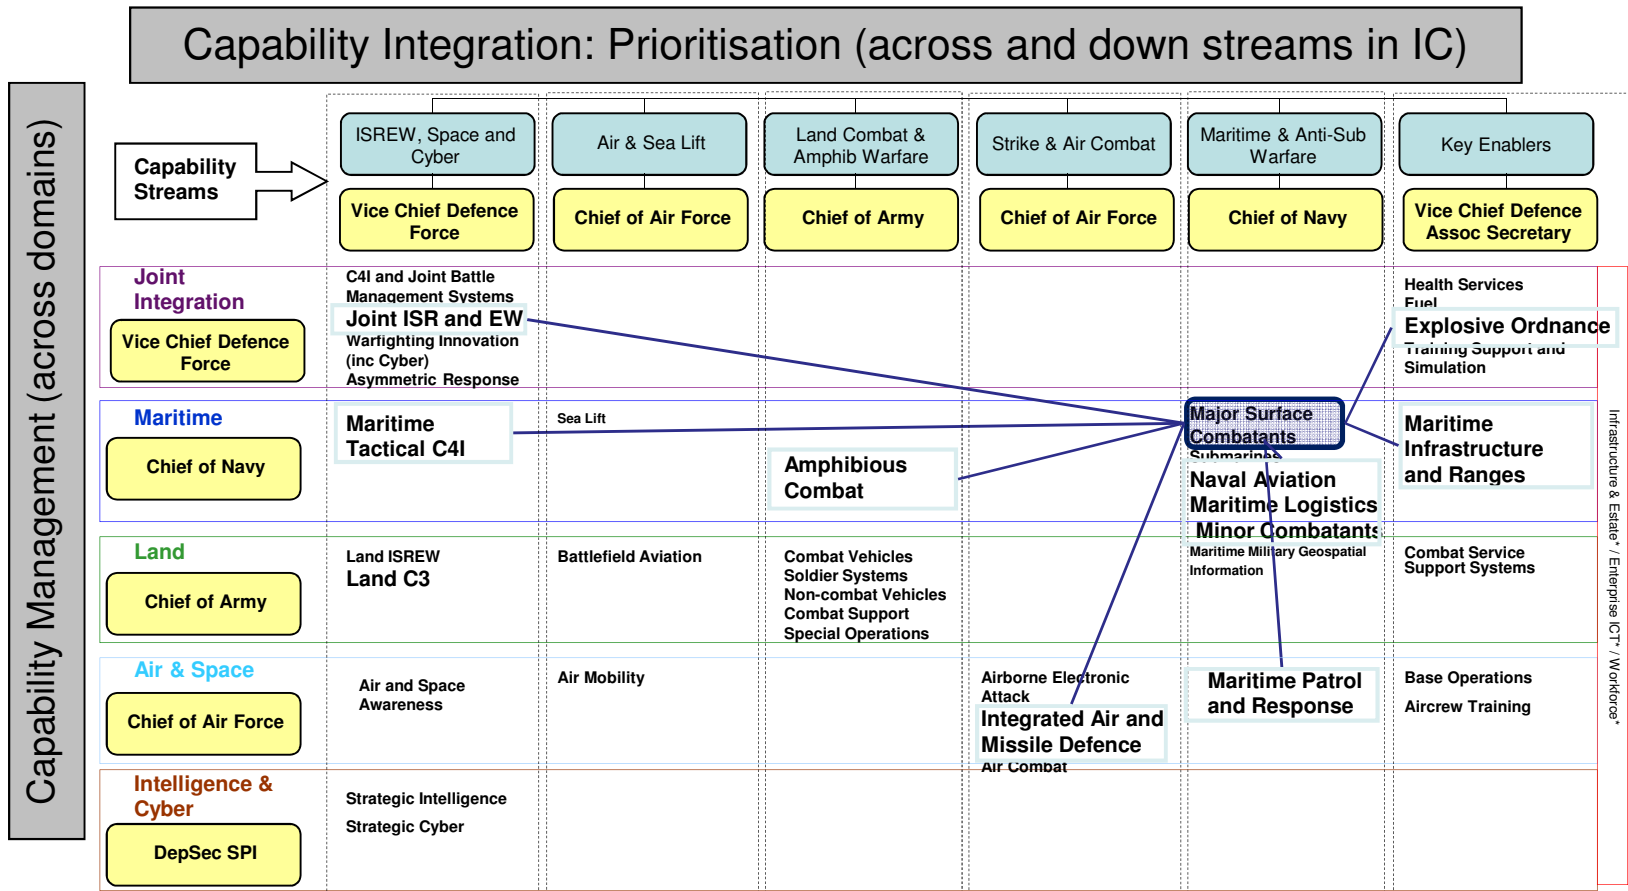 Capability Integration: Prioritisation (across and down streams in IC)
Capability Management (across domains)
Capability
Streams
ISREW, Space and
Cyber
Air & Sea Lift
Land Combat &
Amphib Warfare
Strike & Air Combat
Maritime & Anti-Sub
Warfare
Key Enablers
Vice Chief Defence
Force
Chief of Air Force
Chief of Army
Chief of Air Force
Chief of Navy
Vice Chief Defence
Assoc Secretary
Joint
Integration
Vice Chief Defence
Force
C4I and Joint Battle
Management Systems
Joint ISR and EW
Warfighting Innovation
(inc Cyber)
Asymmetric Response
Health Services
Fuel
Explosive Ordnance
Training Support and
Simulation
Maritime
Chief of Navy
Maritime
Tactical C4I
Sea Lift
Amphibious
Combat
Major Surface
Combatants
Submarines
Naval Aviation
Maritime Logistics
Minor Combatants
Maritime Military Geospatial
Information
Maritime
Infrastructure
and Ranges
Land
Chief of Army
Land ISREW
Land C3
Battlefield Aviation
Combat Vehicles
Soldier Systems
Non-combat Vehicles
Combat Support
Special Operations
Combat Service
Support Systems
Air & Space
Chief of Air Force
Air and Space
Awareness
Air Mobility
Airborne Electronic
Attack
Integrated Air and
Missile Defence
Air Combat
Maritime Patrol
and Response
Base Operations
Aircrew Training
Intelligence &
Cyber
DepSec SPI
Strategic Intelligence
Strategic Cyber
Infrastructure & Estate* / Enterprise ICT* / Workforce*